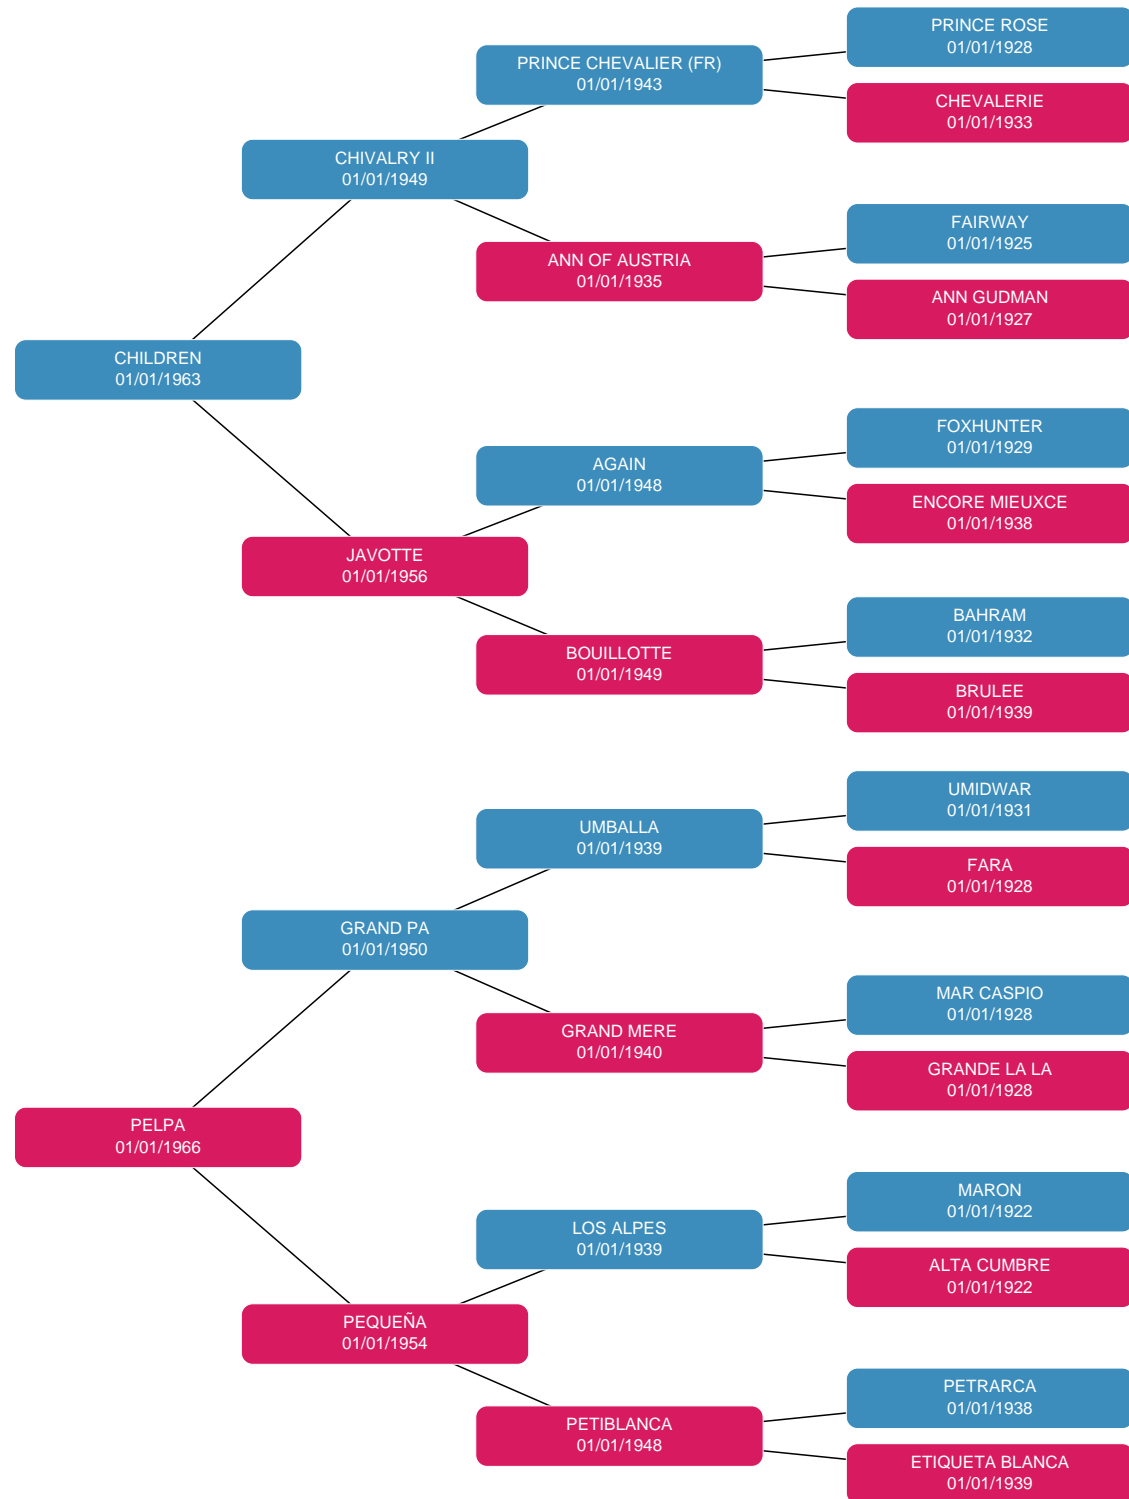 PRINCE ROSE
01/01/1928
PRINCE CHEVALIER (FR)
01/01/1943
CHEVALERIE
01/01/1933
CHIVALRY II
01/01/1949
FAIRWAY
01/01/1925
ANN OF AUSTRIA
01/01/1935
ANN GUDMAN
01/01/1927
CHILDREN
01/01/1963
FOXHUNTER
01/01/1929
AGAIN
01/01/1948
ENCORE MIEUXCE
01/01/1938
JAVOTTE
01/01/1956
BAHRAM
01/01/1932
BOUILLOTTE
01/01/1949
BRULEE
01/01/1939
UMIDWAR
01/01/1931
UMBALLA
01/01/1939
FARA
01/01/1928
GRAND PA
01/01/1950
MAR CASPIO
01/01/1928
GRAND MERE
01/01/1940
GRANDE LA LA
01/01/1928
PELPA
01/01/1966
MARON
01/01/1922
LOS ALPES
01/01/1939
ALTA CUMBRE
01/01/1922
PEQUEÑA
01/01/1954
PETRARCA
01/01/1938
PETIBLANCA
01/01/1948
ETIQUETA BLANCA
01/01/1939